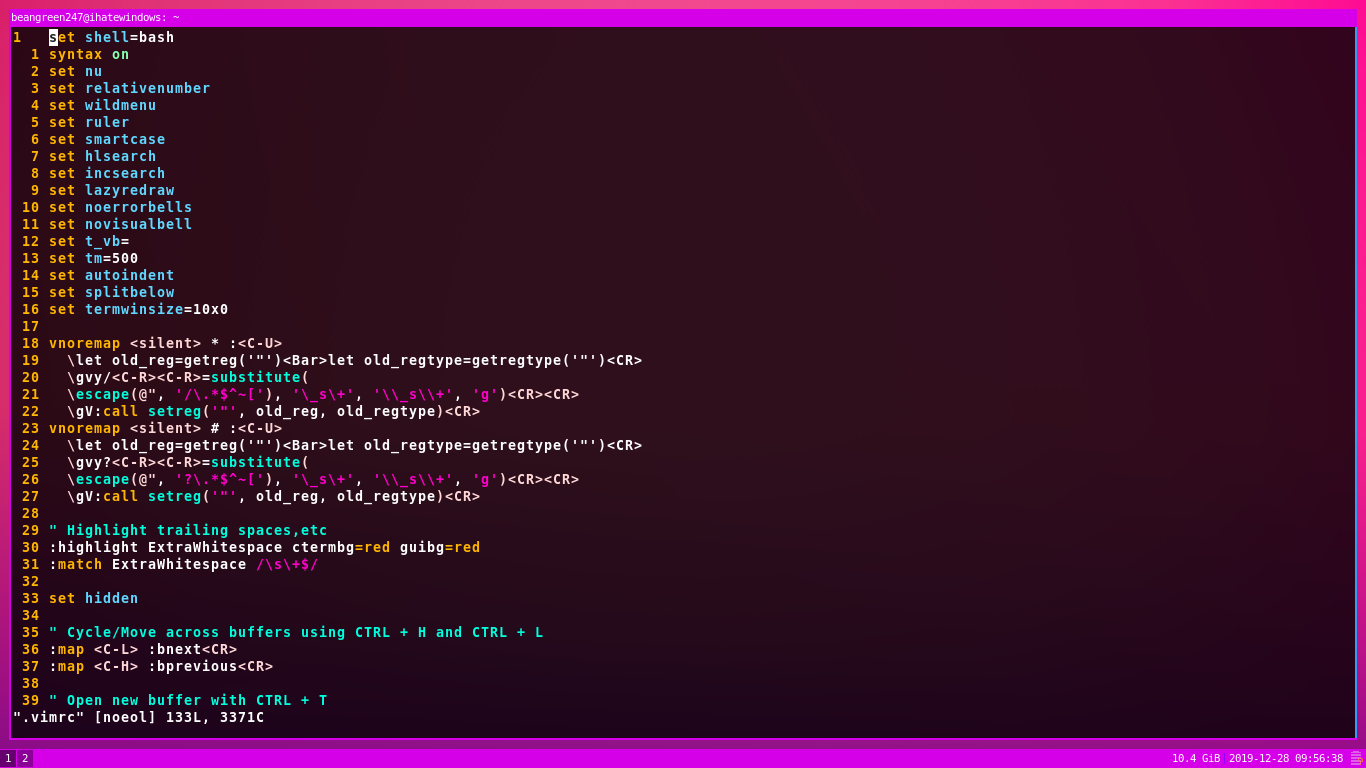 beangreen247@ihatewindows: ~
1   set shell=bash
  1 syntax on
  2 set nu
  3 set relativenumber
  4 set wildmenu
  5 set ruler
  6 set smartcase
  7 set hlsearch
  8 set incsearch
  9 set lazyredraw
 10 set noerrorbells
 11 set novisualbell
 12 set t_vb=
 13 set tm=500
 14 set autoindent
 15 set splitbelow
 16 set termwinsize=10x0
 17
 18 vnoremap <silent> * :<C-U>
 19   \let old_reg=getreg('"')<Bar>let old_regtype=getregtype('"')<CR>
 20   \gvy/<C-R><C-R>=substitute(
 21   \escape(@", '/\.*$^~['), '\_s\+', '\\_s\\+', 'g')<CR><CR>
 22   \gV:call setreg('"', old_reg, old_regtype)<CR>
 23 vnoremap <silent> # :<C-U>
 24   \let old_reg=getreg('"')<Bar>let old_regtype=getregtype('"')<CR>
 25   \gvy?<C-R><C-R>=substitute(
 26   \escape(@", '?\.*$^~['), '\_s\+', '\\_s\\+', 'g')<CR><CR>
 27   \gV:call setreg('"', old_reg, old_regtype)<CR>
 28
 29 " Highlight trailing spaces,etc
 30 :highlight ExtraWhitespace ctermbg=red guibg=red
 31 :match ExtraWhitespace /\s\+$/
 32
 33 set hidden
 34
 35 " Cycle/Move across buffers using CTRL + H and CTRL + L
 36 :map <C-L> :bnext<CR>
 37 :map <C-H> :bprevious<CR>
 38
 39 " Open new buffer with CTRL + T
".vimrc" [noeol] 133L, 3371C
1 2 10.4 GiB 2019-12-28 09:56:38